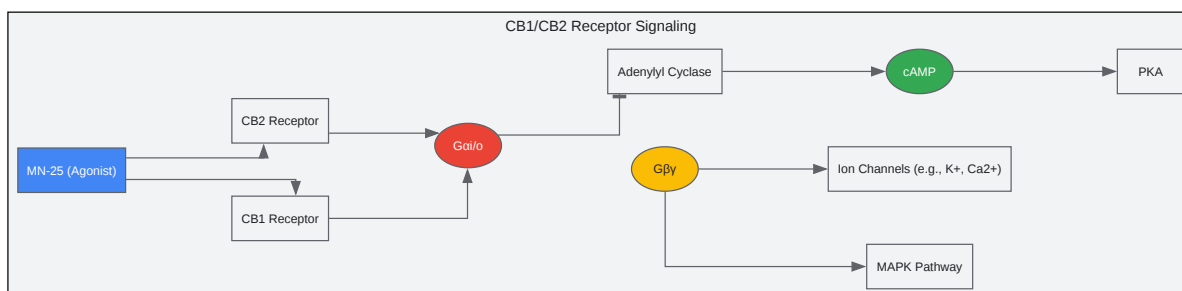 CB1/CB2 Receptor Signaling
Adenylyl Cyclase
cAMP
PKA
CB2 Receptor
Gαi/o
MN-25 (Agonist)
Gβγ
Ion Channels (e.g., K+, Ca2+)
CB1 Receptor
MAPK Pathway